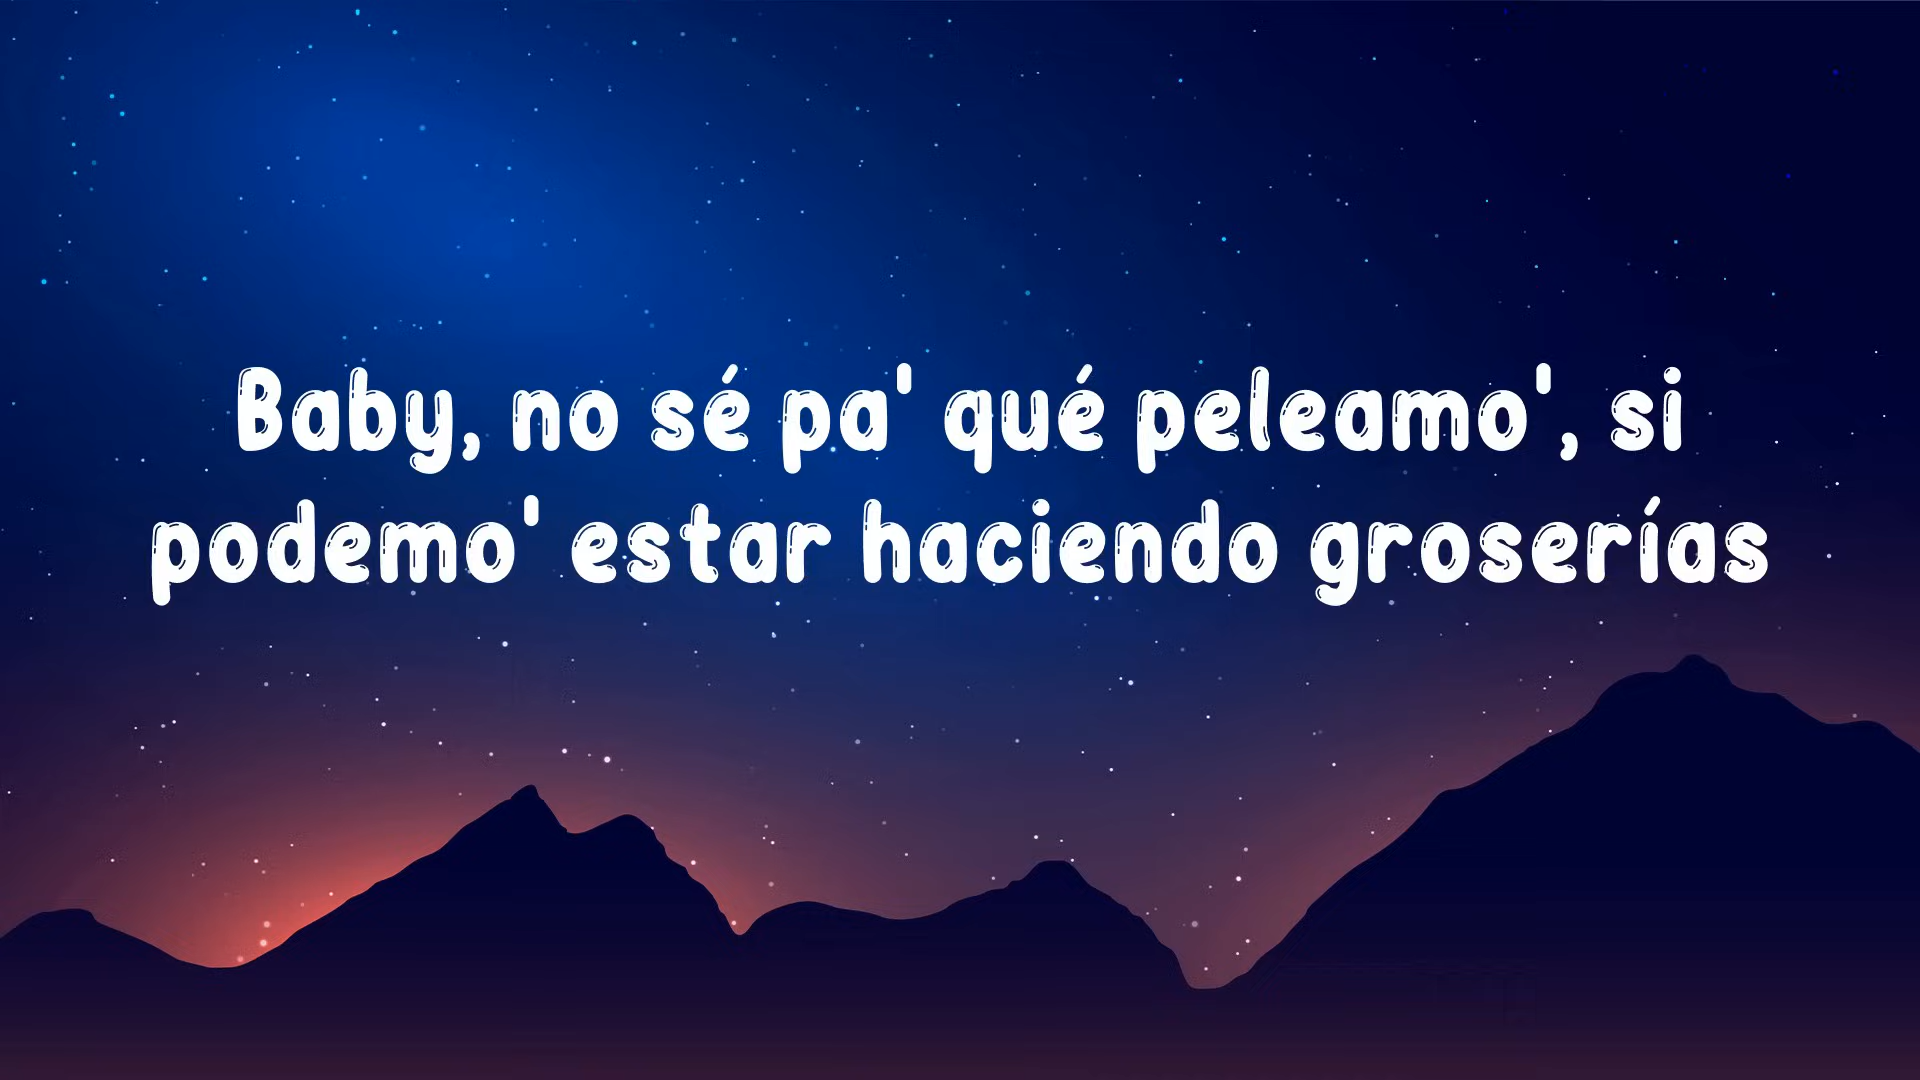 Baby, no sé pa' qué peleamo', si
podemo' estar haciendo groserías